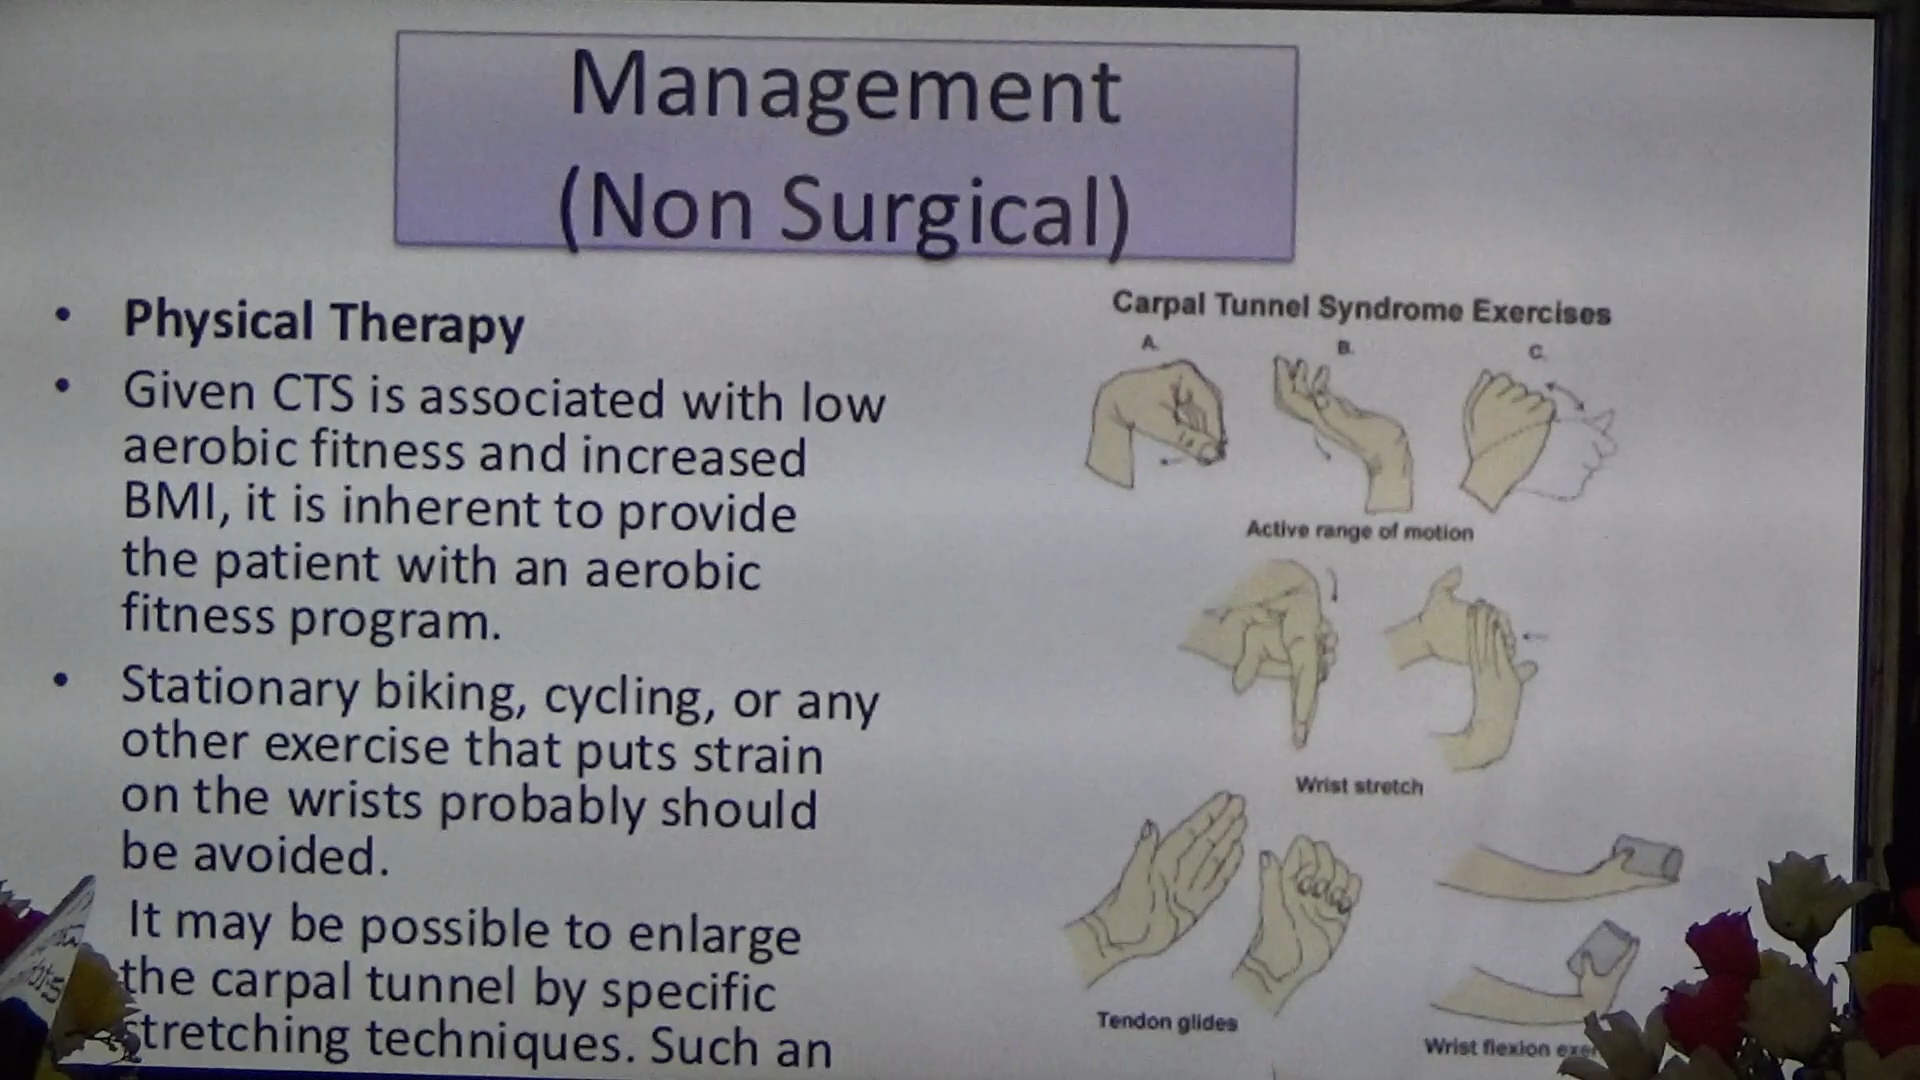 Management
(Non Surgical)
• Physical Therapy
• Given CTS is associated with low
aerobic fitness and increased
BMI, it is inherent to provide
the patient with an aerobic
fitness program.
• Stationary biking, cycling, or any
other exercise that puts strain
on the wrists probably should
be avoided.
It may be possible to enlarge
the carpal tunnel by specific
stretching techniques. Such an
Carpal Tunnel Syndrome Exercises
A. B. C.
Active range of motion
Wrist stretch
Tendon glides
Wrist flexion